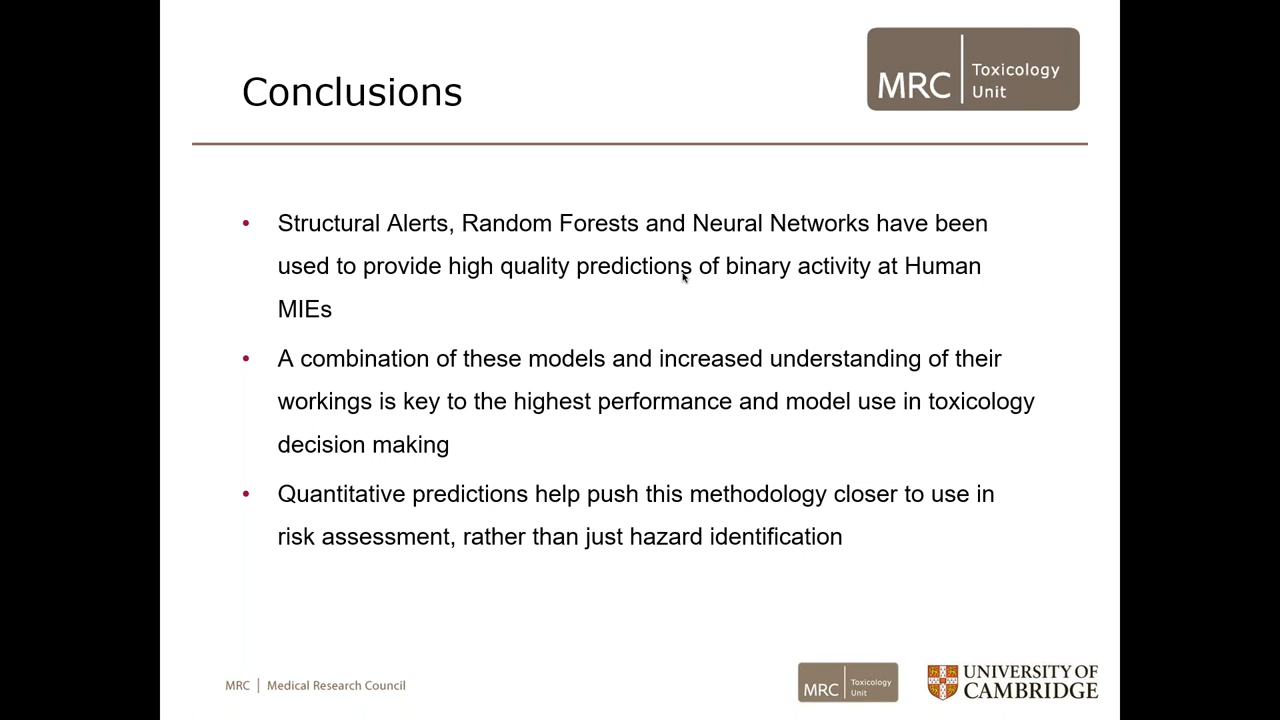 Conclusions
MRC | Toxicology
Unit
• Structural Alerts, Random Forests and Neural Networks have been
used to provide high quality predictions of binary activity at Human
MIEs
• A combination of these models and increased understanding of their
workings is key to the highest performance and model use in toxicology
decision making
• Quantitative predictions help push this methodology closer to use in
risk assessment, rather than just hazard identification
MRC | Medical Research Council
MRC | Toxicology
Unit
UNIVERSITY OF
CAMBRIDGE